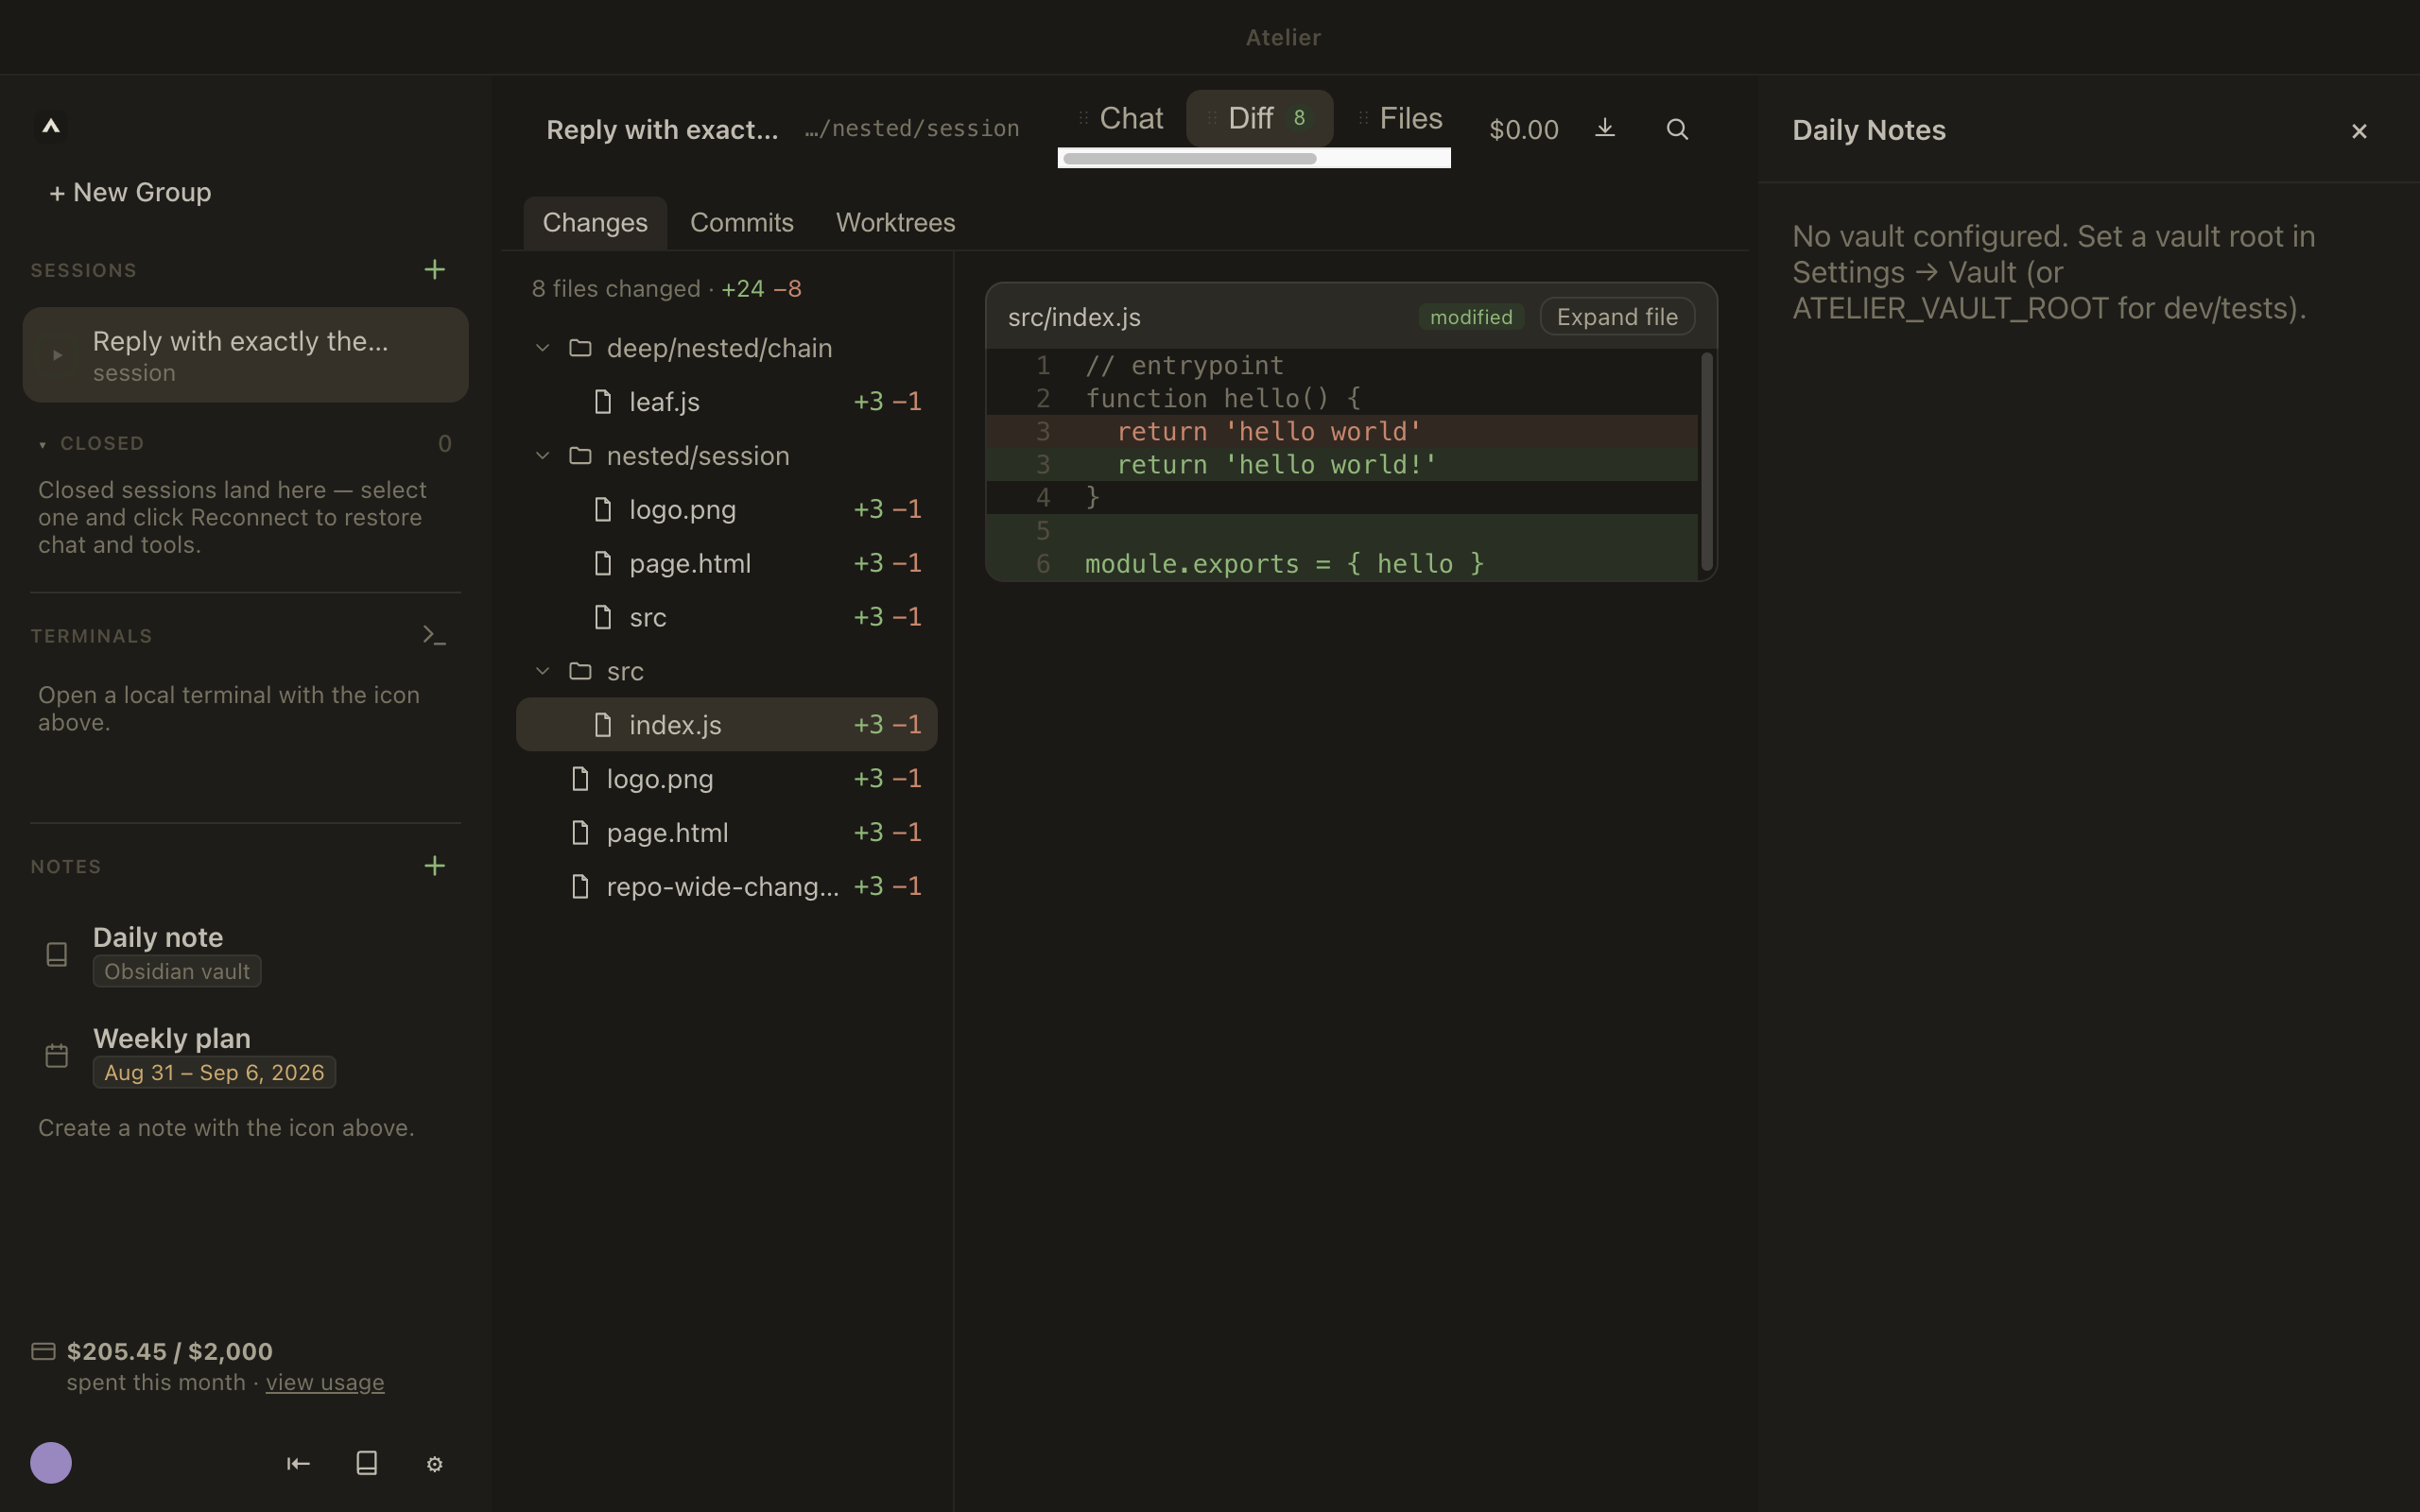 Atelier
+ New Group
SESSIONS
Reply with exactly the...
session
CLOSED 0
Closed sessions land here — select
one and click Reconnect to restore
chat and tools.
TERMINALS
Open a local terminal with the icon
above.
NOTES
Daily note
Obsidian vault
Weekly plan
Aug 31 – Sep 6, 2026
Create a note with the icon above.
$205.45 / $2,000
spent this month · view usage
Reply with exact... …/nested/session
Chat
Diff 8
Files
$0.00
Changes Commits Worktrees
8 files changed · +24 −8
deep/nested/chain
leaf.js +3 −1
nested/session
logo.png +3 −1
page.html +3 −1
src +3 −1
src
index.js +3 −1
logo.png +3 −1
page.html +3 −1
repo-wide-chang... +3 −1
src/index.js modified Expand file
1 // entrypoint
2 function hello() {
3   return 'hello world'
3   return 'hello world!'
4 }
5
6 module.exports = { hello }
Daily Notes
No vault configured. Set a vault root in
Settings → Vault (or
ATELIER_VAULT_ROOT for dev/tests).